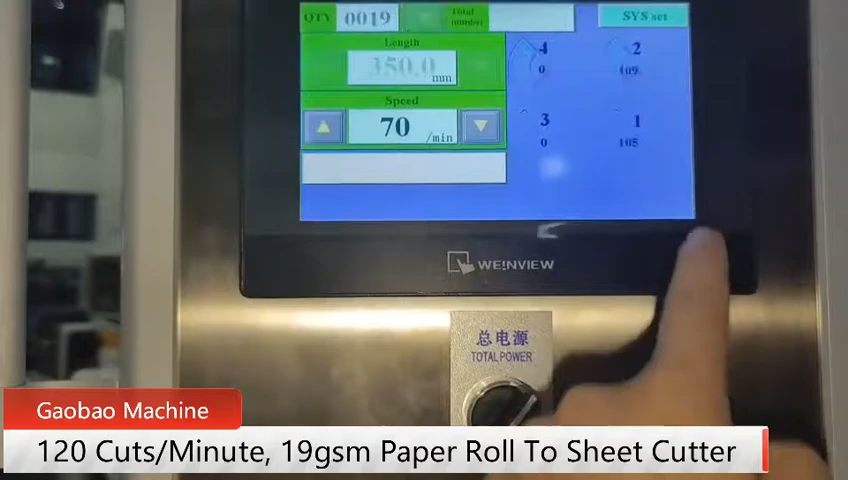 QTY 0019 Total number SYS set
Length
350.0 mm
Speed
70 /min
4 2
0 109
3 1
0 105
WEINVIEW
总电源
TOTAL POWER
Gaobao Machine
120 Cuts/Minute, 19gsm Paper Roll To Sheet Cutter